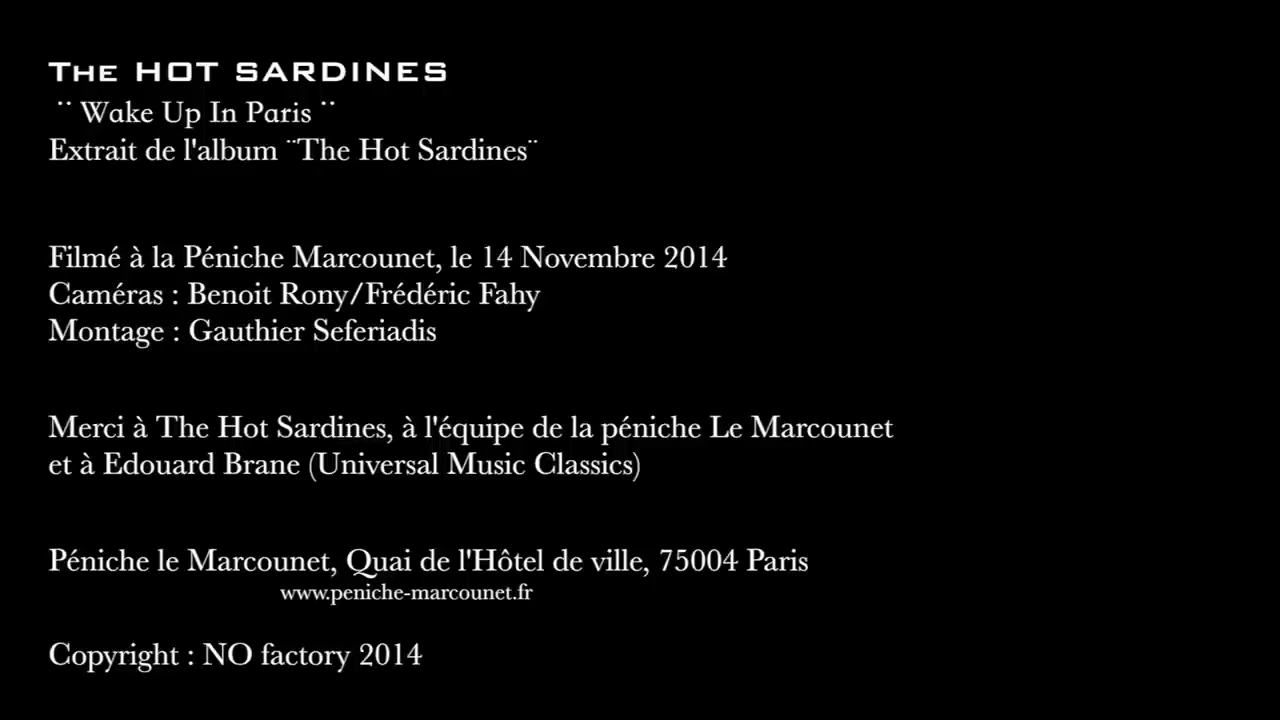 The HOT SARDINES
¨ Wake Up In Paris ¨
Extrait de l'album ¨The Hot Sardines¨
Filmé à la Péniche Marcounet, le 14 Novembre 2014
Caméras : Benoit Rony/Frédéric Fahy
Montage : Gauthier Seferiadis
Merci à The Hot Sardines, à l'équipe de la péniche Le Marcounet
et à Edouard Brane (Universal Music Classics)
Péniche le Marcounet, Quai de l'Hôtel de ville, 75004 Paris
www.peniche-marcounet.fr
Copyright : NO factory 2014